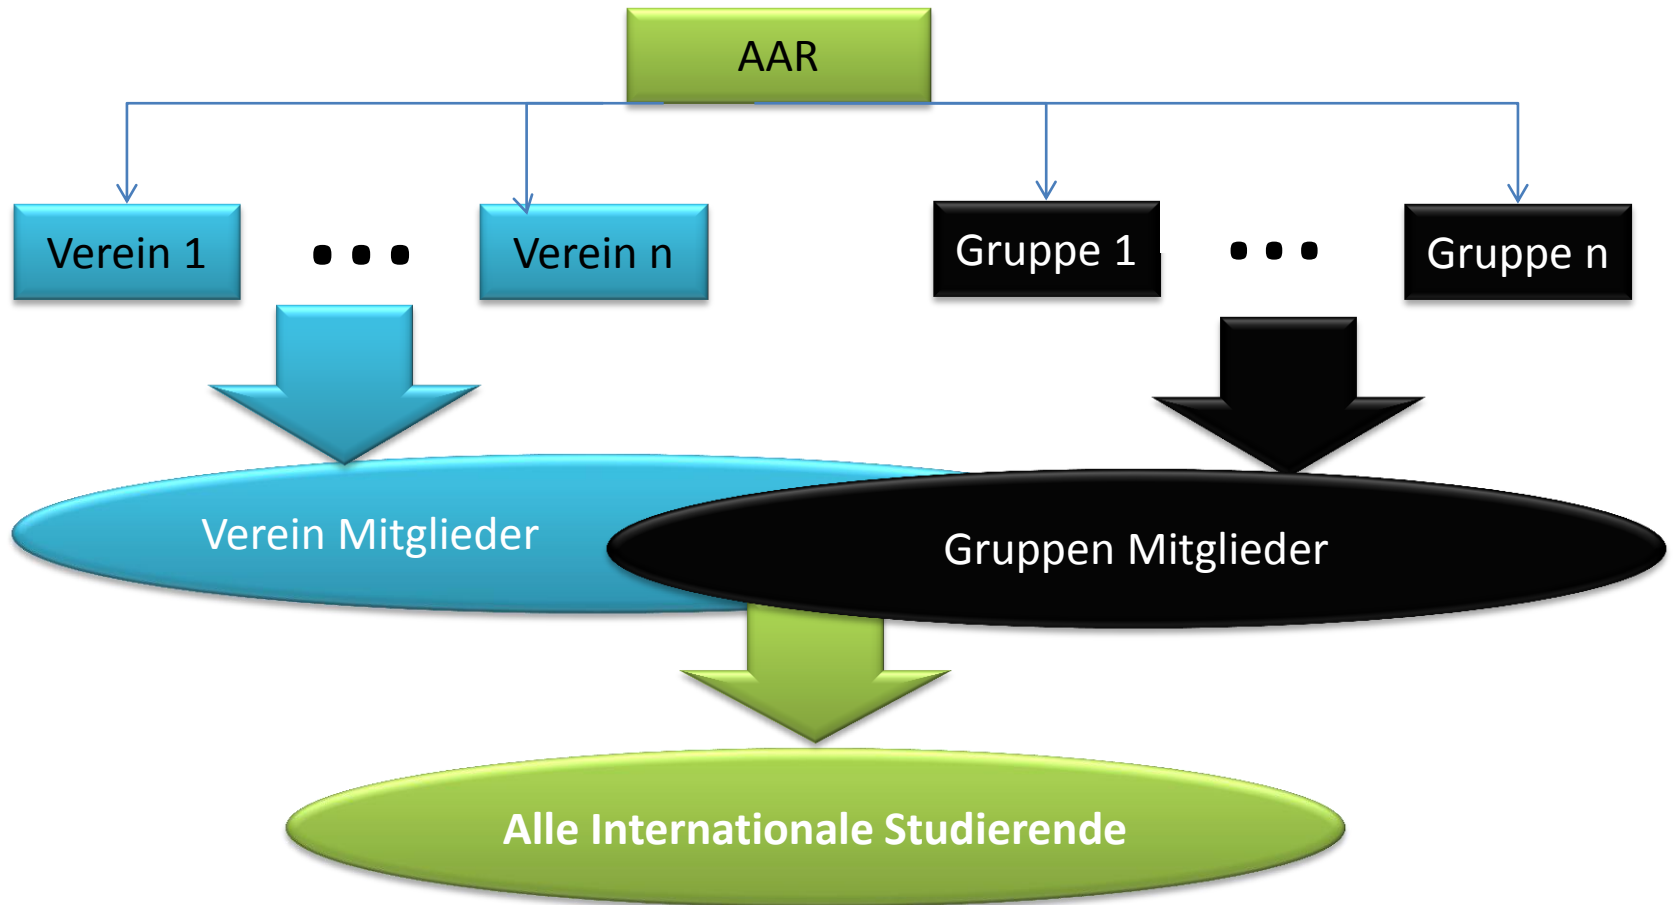 AAR
Verein 1
...
Verein n
Gruppe 1
...
Gruppe n
Verein Mitglieder
Gruppen Mitglieder
Alle Internationale Studierende